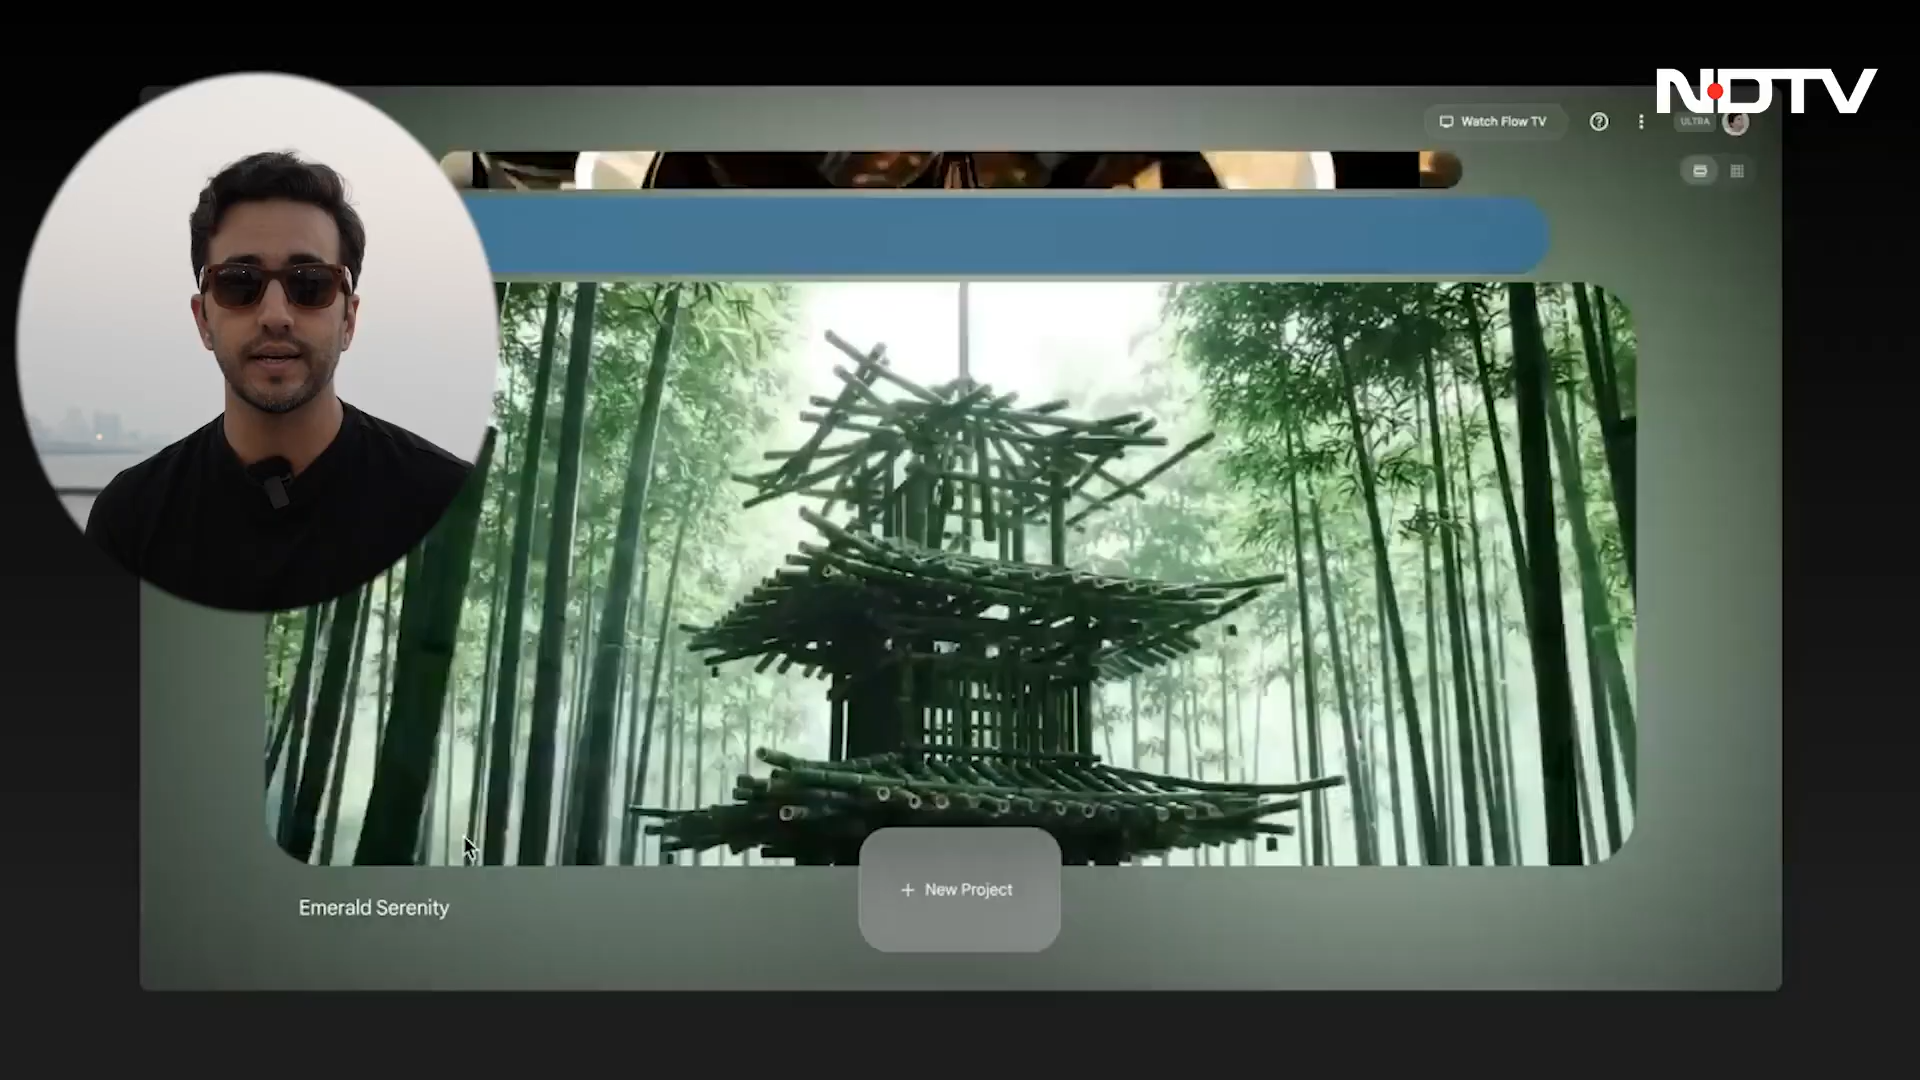 NDTV
Watch Flow TV
ULTRA
Emerald Serenity
+ New Project